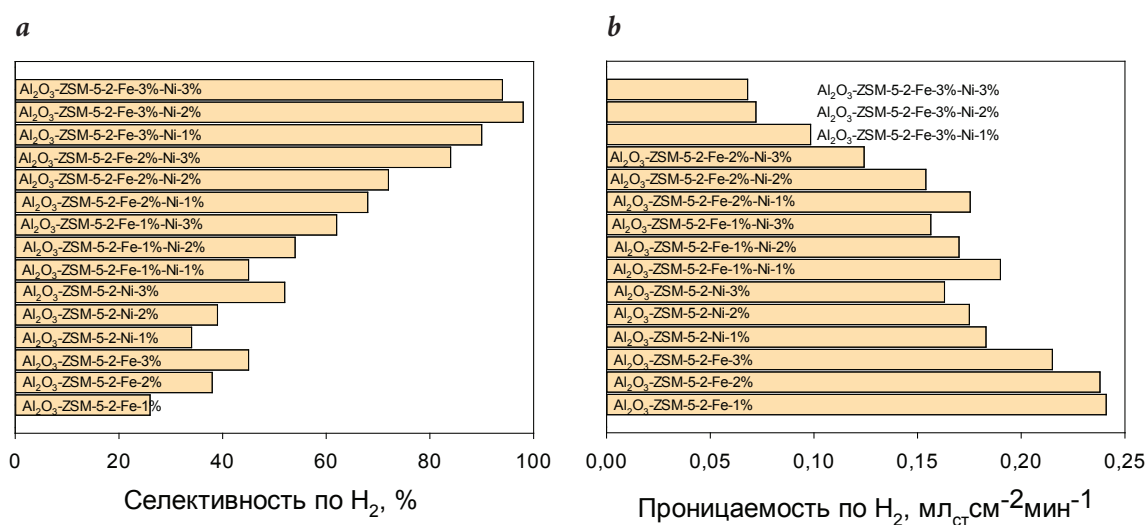 a
Al₂O₃-ZSM-5-2-Fe-3%-Ni-3%
Al₂O₃-ZSM-5-2-Fe-3%-Ni-2%
Al₂O₃-ZSM-5-2-Fe-3%-Ni-1%
Al₂O₃-ZSM-5-2-Fe-2%-Ni-3%
Al₂O₃-ZSM-5-2-Fe-2%-Ni-2%
Al₂O₃-ZSM-5-2-Fe-2%-Ni-1%
Al₂O₃-ZSM-5-2-Fe-1%-Ni-3%
Al₂O₃-ZSM-5-2-Fe-1%-Ni-2%
Al₂O₃-ZSM-5-2-Fe-1%-Ni-1%
Al₂O₃-ZSM-5-2-Ni-3%
Al₂O₃-ZSM-5-2-Ni-2%
Al₂O₃-ZSM-5-2-Ni-1%
Al₂O₃-ZSM-5-2-Fe-3%
Al₂O₃-ZSM-5-2-Fe-2%
Al₂O₃-ZSM-5-2-Fe-1%
0 20 40 60 80 100
Селективность по H₂, %
b
Al₂O₃-ZSM-5-2-Fe-3%-Ni-3%
Al₂O₃-ZSM-5-2-Fe-3%-Ni-2%
Al₂O₃-ZSM-5-2-Fe-3%-Ni-1%
Al₂O₃-ZSM-5-2-Fe-2%-Ni-3%
Al₂O₃-ZSM-5-2-Fe-2%-Ni-2%
Al₂O₃-ZSM-5-2-Fe-2%-Ni-1%
Al₂O₃-ZSM-5-2-Fe-1%-Ni-3%
Al₂O₃-ZSM-5-2-Fe-1%-Ni-2%
Al₂O₃-ZSM-5-2-Fe-1%-Ni-1%
Al₂O₃-ZSM-5-2-Ni-3%
Al₂O₃-ZSM-5-2-Ni-2%
Al₂O₃-ZSM-5-2-Ni-1%
Al₂O₃-ZSM-5-2-Fe-3%
Al₂O₃-ZSM-5-2-Fe-2%
Al₂O₃-ZSM-5-2-Fe-1%
0,00 0,05 0,10 0,15 0,20 0,25
Проницаемость по H₂, мл_ст см⁻²мин⁻¹